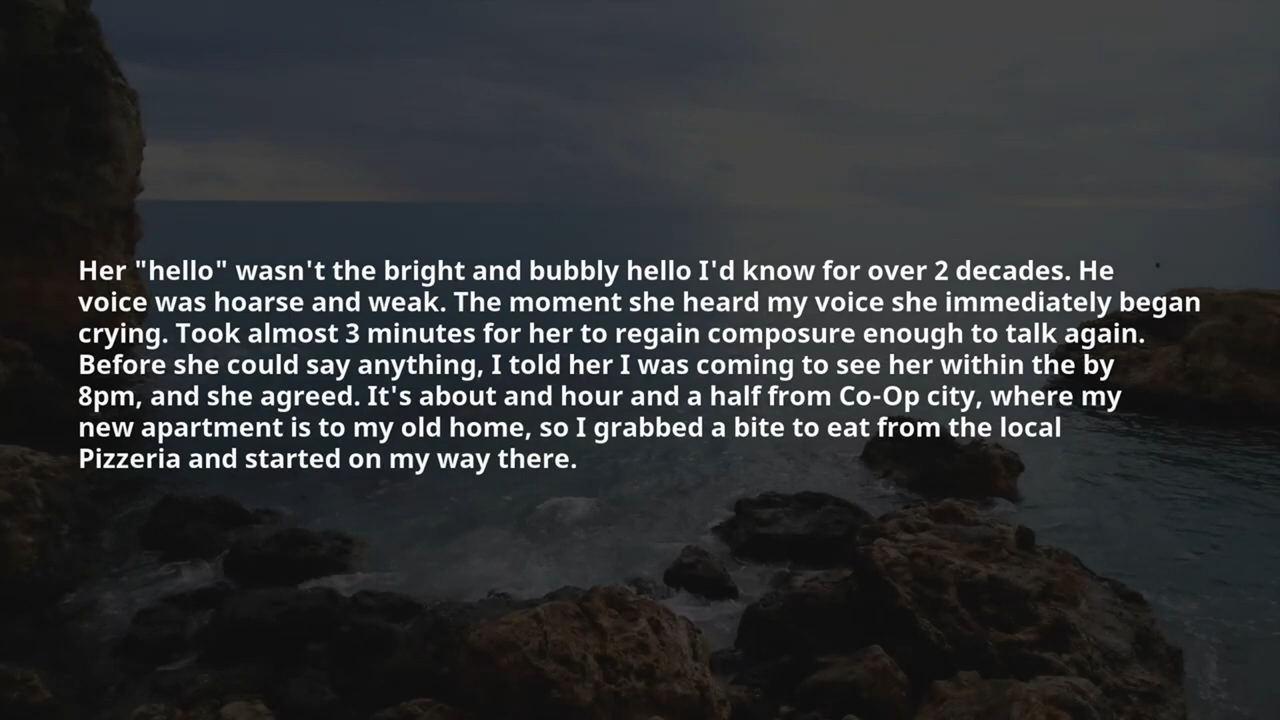 Her "hello" wasn't the bright and bubbly hello I'd know for over 2 decades. He
voice was hoarse and weak. The moment she heard my voice she immediately began
crying. Took almost 3 minutes for her to regain composure enough to talk again.
Before she could say anything, I told her I was coming to see her within the by
8pm, and she agreed. It's about and hour and a half from Co-Op city, where my
new apartment is to my old home, so I grabbed a bite to eat from the local
Pizzeria and started on my way there.